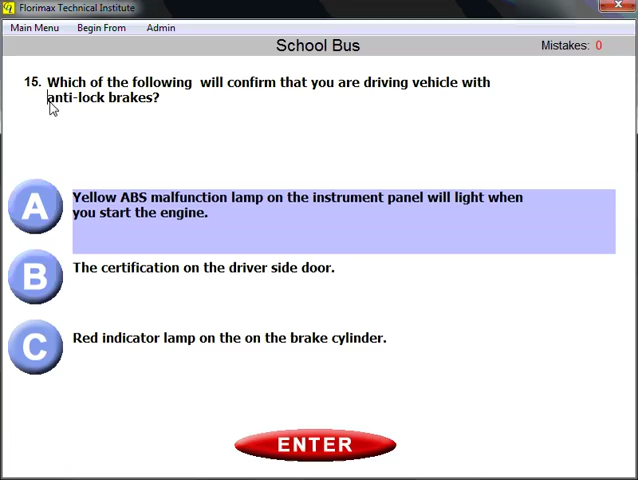 Florimax Technical Institute
Main Menu Begin From Admin
School Bus Mistakes: 0
15. Which of the following will confirm that you are driving vehicle with
anti-lock brakes?
A Yellow ABS malfunction lamp on the instrument panel will light when
you start the engine.
B The certification on the driver side door.
C Red indicator lamp on the on the brake cylinder.
ENTER